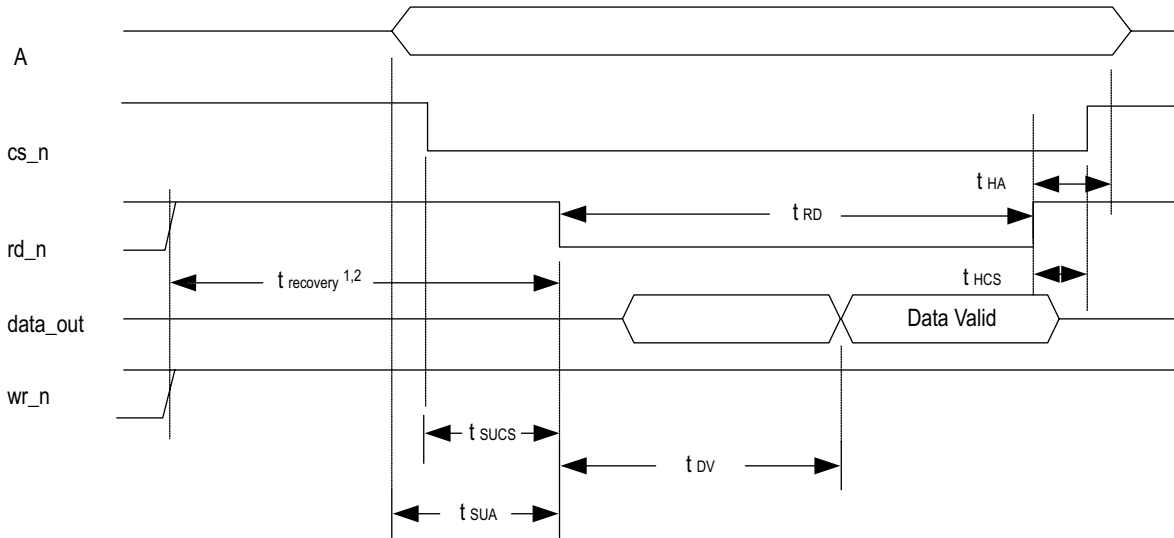 A
cs_n
t HA
t RD
rd_n
t recovery 1,2
t HCS
data_out
Data Valid
wr_n
t SUCS
t DV
t SUA